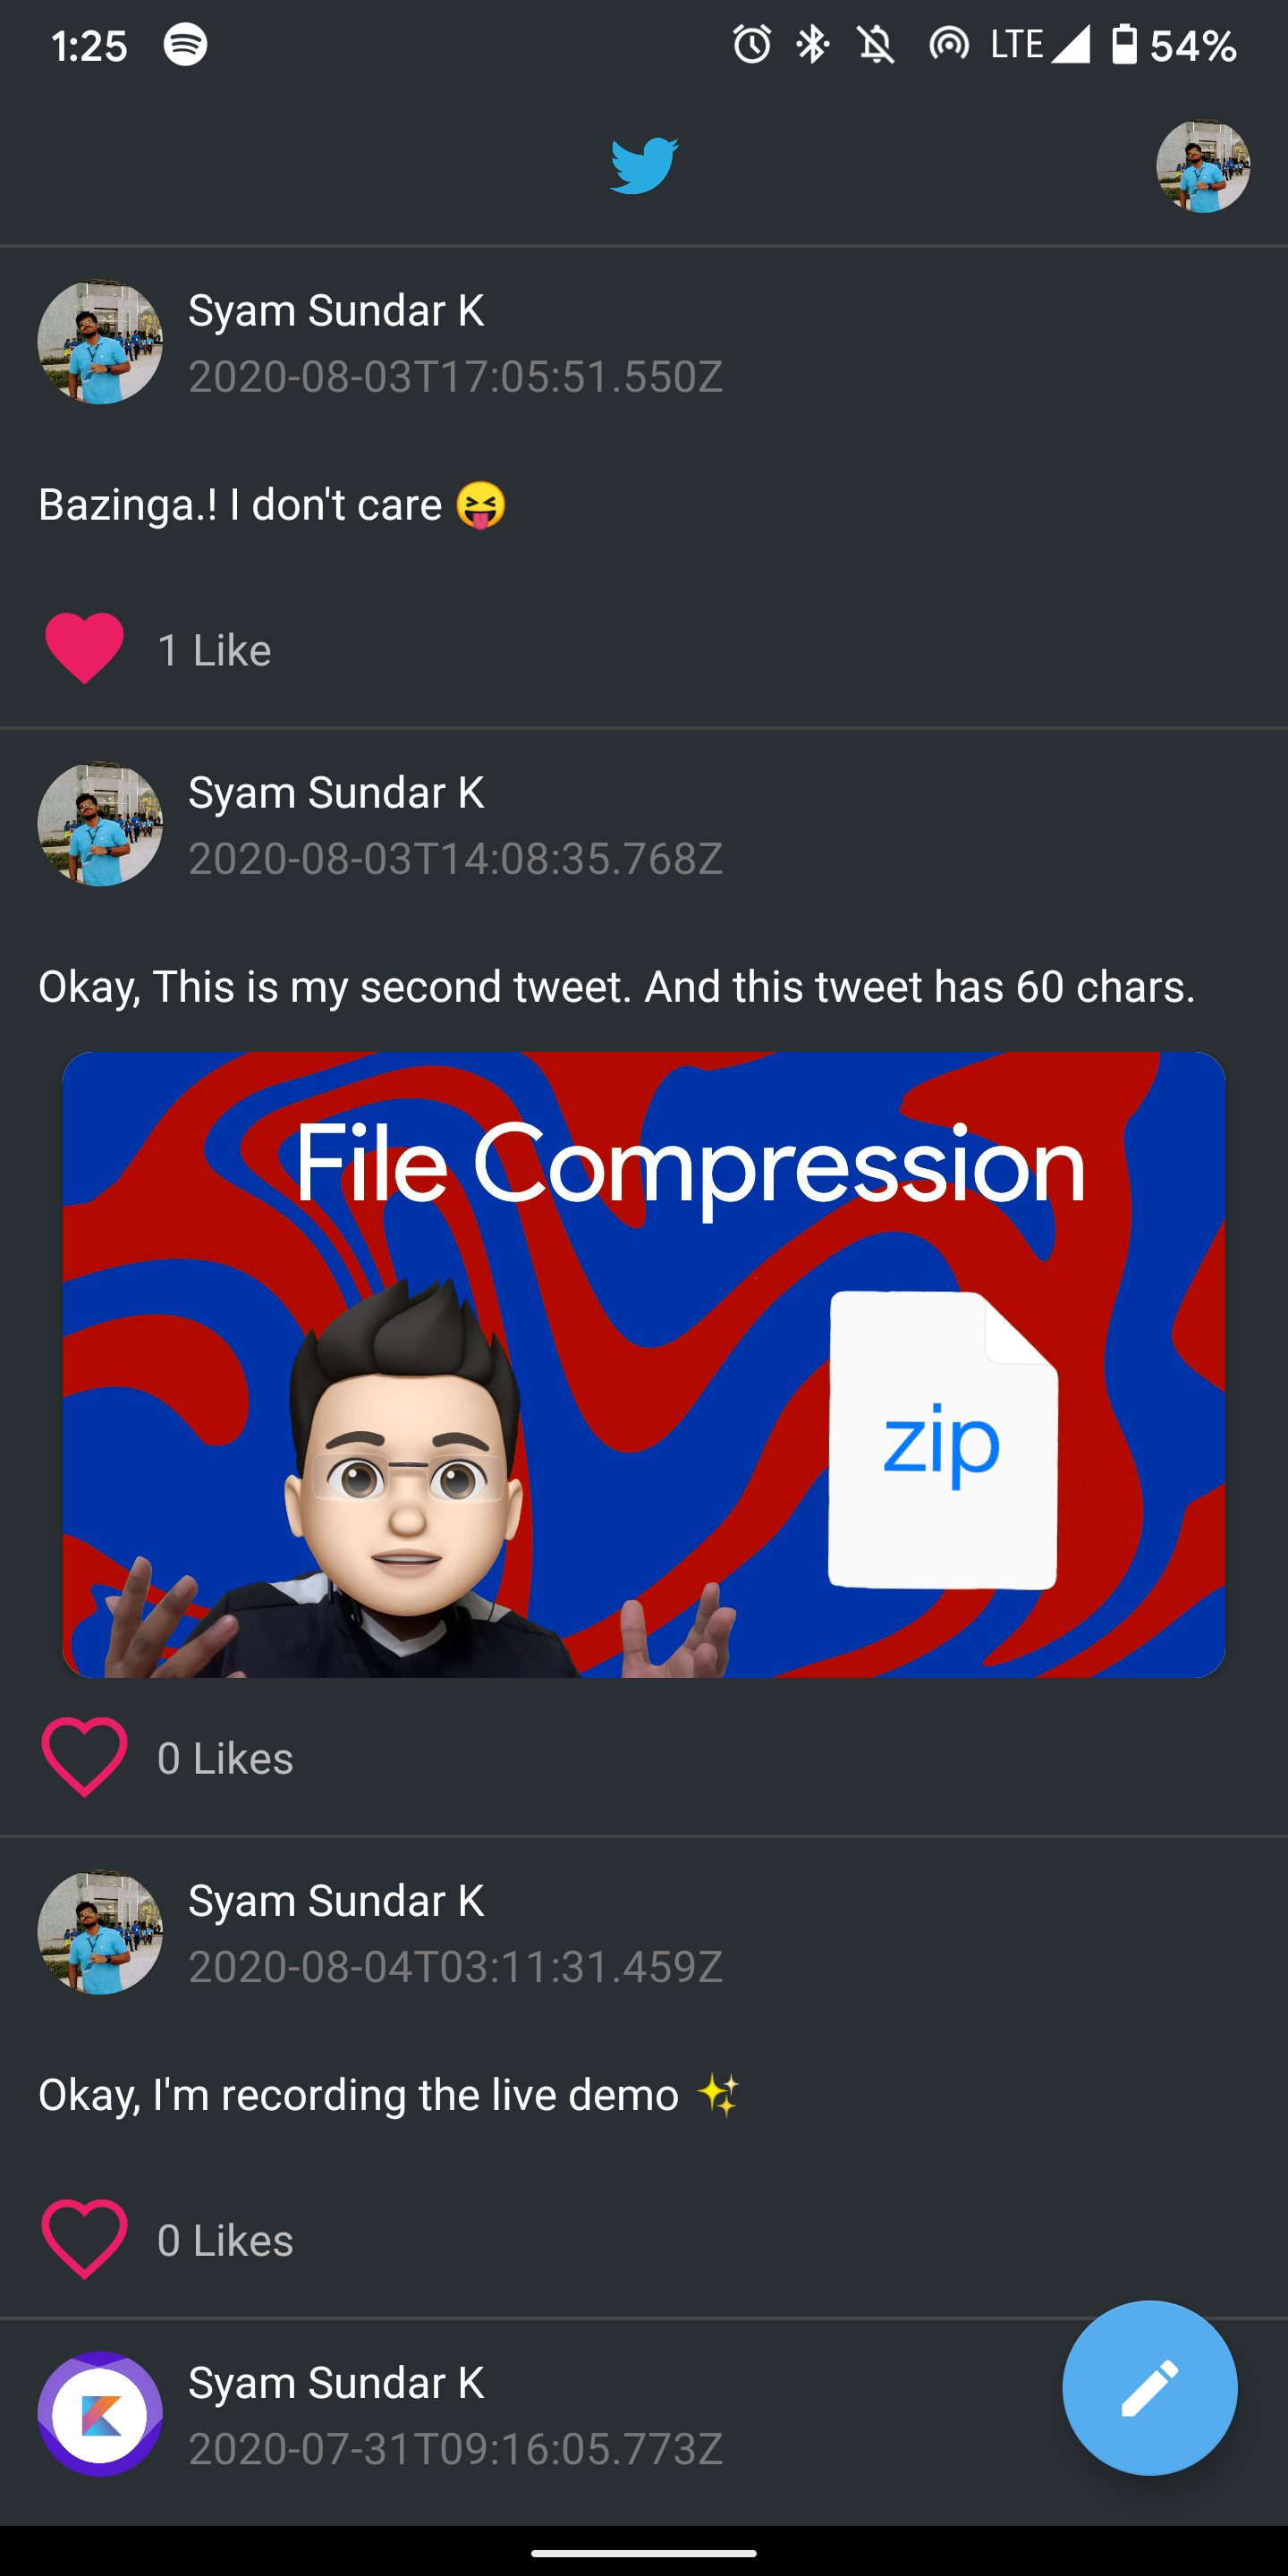 1:25 LTE 54%
Syam Sundar K
2020-08-03T17:05:51.550Z
Bazinga.! I don't care 😝
1 Like
Syam Sundar K
2020-08-03T14:08:35.768Z
Okay, This is my second tweet. And this tweet has 60 chars.
File Compression
zip
0 Likes
Syam Sundar K
2020-08-04T03:11:31.459Z
Okay, I'm recording the live demo ✨
0 Likes
Syam Sundar K
2020-07-31T09:16:05.773Z